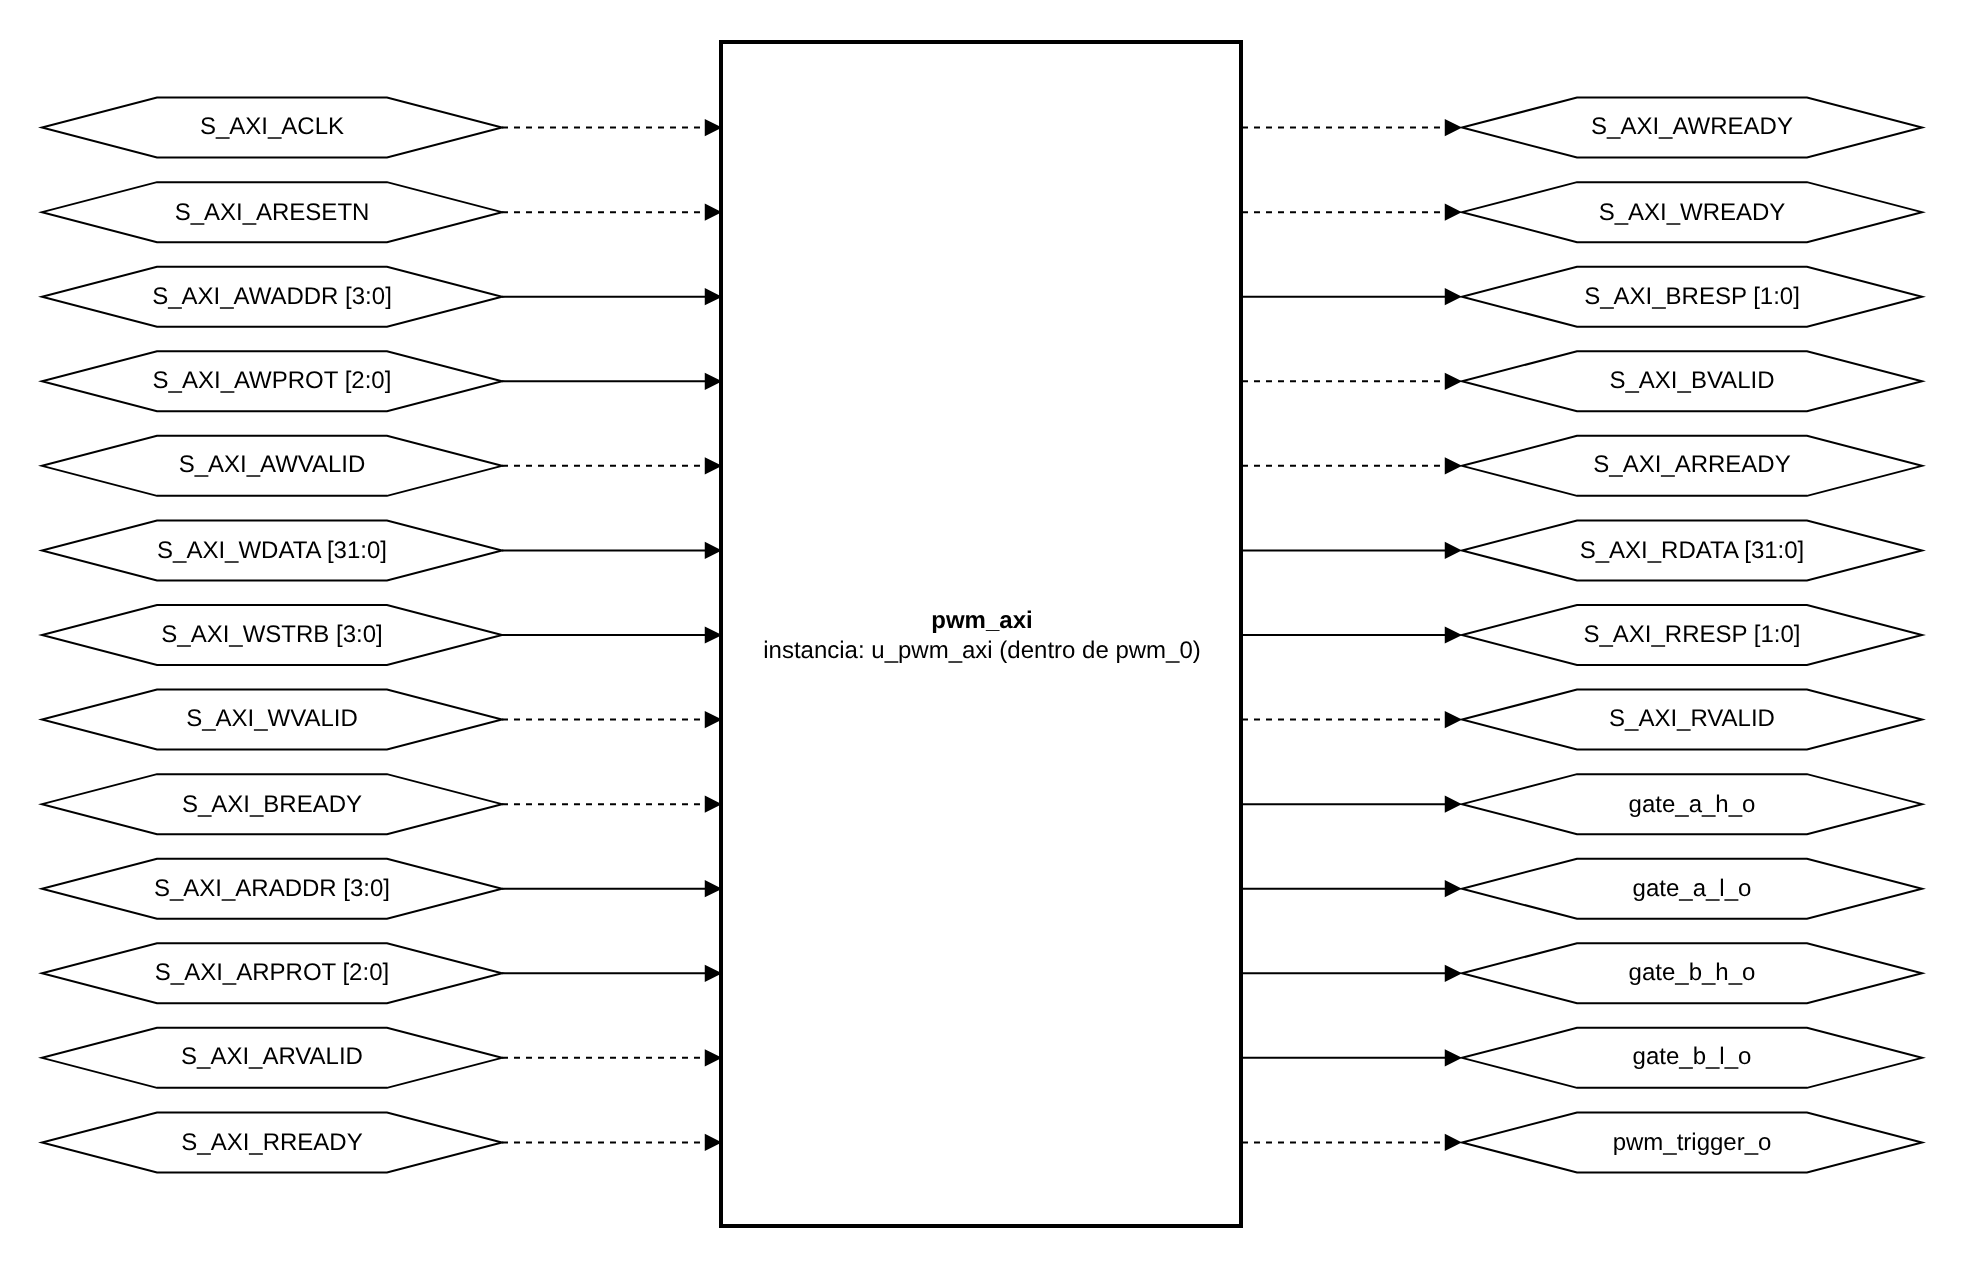 S_AXI_ACLK
S_AXI_ARESETN
S_AXI_AWADDR [3:0]
S_AXI_AWPROT [2:0]
S_AXI_AWVALID
S_AXI_WDATA [31:0]
S_AXI_WSTRB [3:0]
S_AXI_WVALID
S_AXI_BREADY
S_AXI_ARADDR [3:0]
S_AXI_ARPROT [2:0]
S_AXI_ARVALID
S_AXI_RREADY
pwm_axi
instancia: u_pwm_axi (dentro de pwm_0)
S_AXI_AWREADY
S_AXI_WREADY
S_AXI_BRESP [1:0]
S_AXI_BVALID
S_AXI_ARREADY
S_AXI_RDATA [31:0]
S_AXI_RRESP [1:0]
S_AXI_RVALID
gate_a_h_o
gate_a_l_o
gate_b_h_o
gate_b_l_o
pwm_trigger_o